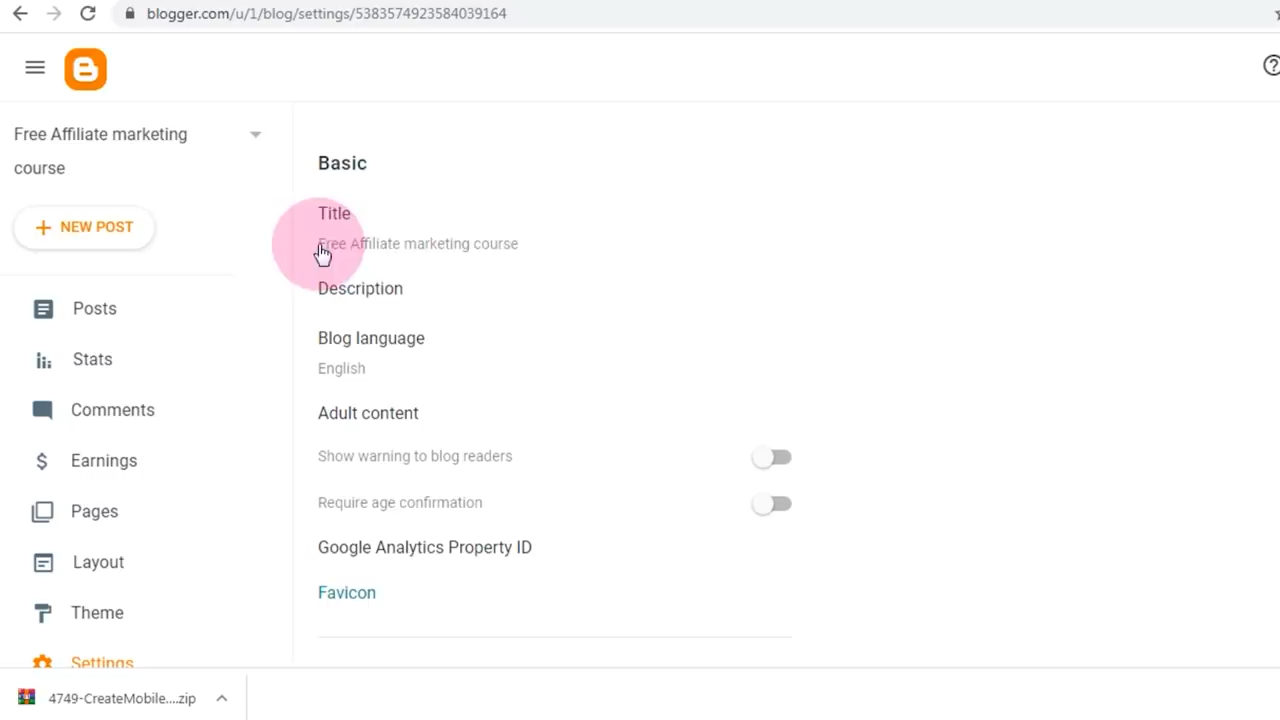 blogger.com/u/1/blog/settings/5383574923584039164
Free Affiliate marketing
course
+ NEW POST
Posts
Stats
Comments
Earnings
Pages
Layout
Theme
Settings
Basic
Title
Free Affiliate marketing course
Description
Blog language
English
Adult content
Show warning to blog readers
Require age confirmation
Google Analytics Property ID
Favicon
4749-CreateMobile....zip